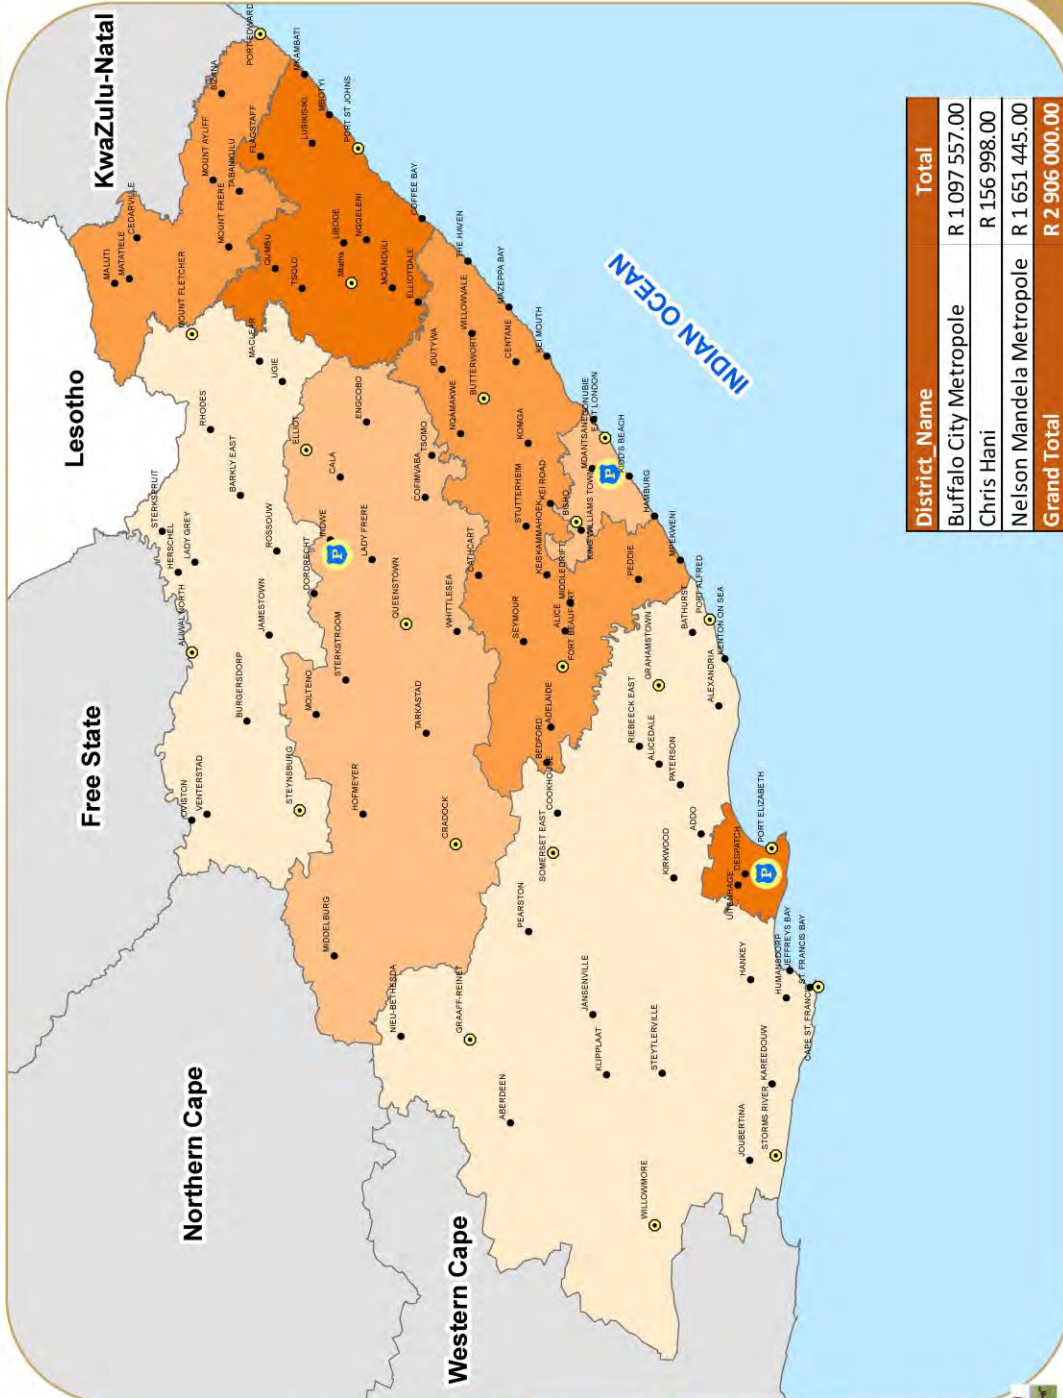 Free State
Lesotho
KwaZulu-Natal
Northern Cape
Western Cape
INDIAN OCEAN
MALUTI
MATATIELE
CEDARVILLE
MOUNT FLETCHER
MOUNT AYLIFF
BIZANA
PORT EDWARD
MOUNT FRERE
TABANKULU
FLAGSTAFF
MKAMBATI
LUSIKISIKI
MBOTYI
PORT ST JOHNS
QUMBU
TSOLO
LIBODE
Mtatha
NGQELENI
MQANDULI
COFFEE BAY
ELLIOTDALE
STERKSPRUIT
HERSCHEL
LADY GREY
ALIWAL NORTH
RHODES
BARKLY EAST
MACLEAR
UGIE
ROSSOUW
JAMESTOWN
BURGERSDORP
OVISTON
VENTERSTAD
STEYNSBURG
DORDRECHT
INDWE
ELLIOT
CALA
ENGCOBO
LADY FRERE
COFIMVABA
TSOMO
STERKSTROOM
MOLTENO
HOFMEYER
QUEENSTOWN
WHITTLESEA
TARKASTAD
CRADOCK
MIDDELBURG
THE HAVEN
IDUTYWA
WILLOWVALE
BUTTERWORTH
NQAMAKWE
MAZEPPA BAY
CENTANE
KEI MOUTH
KOMGA
CATHCART
STUTTERHEIM
KEI ROAD
KEISKAMMAHOEK
BISHO
KING WILLIAMS TOWN
MDANTSANE
GONUBIE
EAST LONDON
KIDD'S BEACH
HAMBURG
MPEKWENI
PEDDIE
MIDDLEDRIFT
ALICE
FORT BEAUFORT
SEYMOUR
ADELAIDE
BEDFORD
COOKHOUSE
SOMERSET EAST
PEARSTON
NIEU-BETHESDA
GRAAFF-REINET
ABERDEEN
JANSENVILLE
KLIPPLAAT
STEYTLERVILLE
WILLOWMORE
RIEBEECK EAST
GRAHAMSTOWN
ALICEDALE
PATERSON
BATHURST
PORT ALFRED
KENTON ON SEA
ALEXANDRIA
ADDO
KIRKWOOD
UITENHAGE
DESPATCH
PORT ELIZABETH
HANKEY
HUMANSDORP
JEFFREYS BAY
ST. FRANCIS BAY
KAREEDOUW
STORMS RIVER
JOUBERTINA
P
P
P
District_Name Total
Buffalo City Metropole R 1 097 557.00
Chris Hani R 156 998.00
Nelson Mandela Metropole R 1 651 445.00
Grand Total R 2 906 000.00